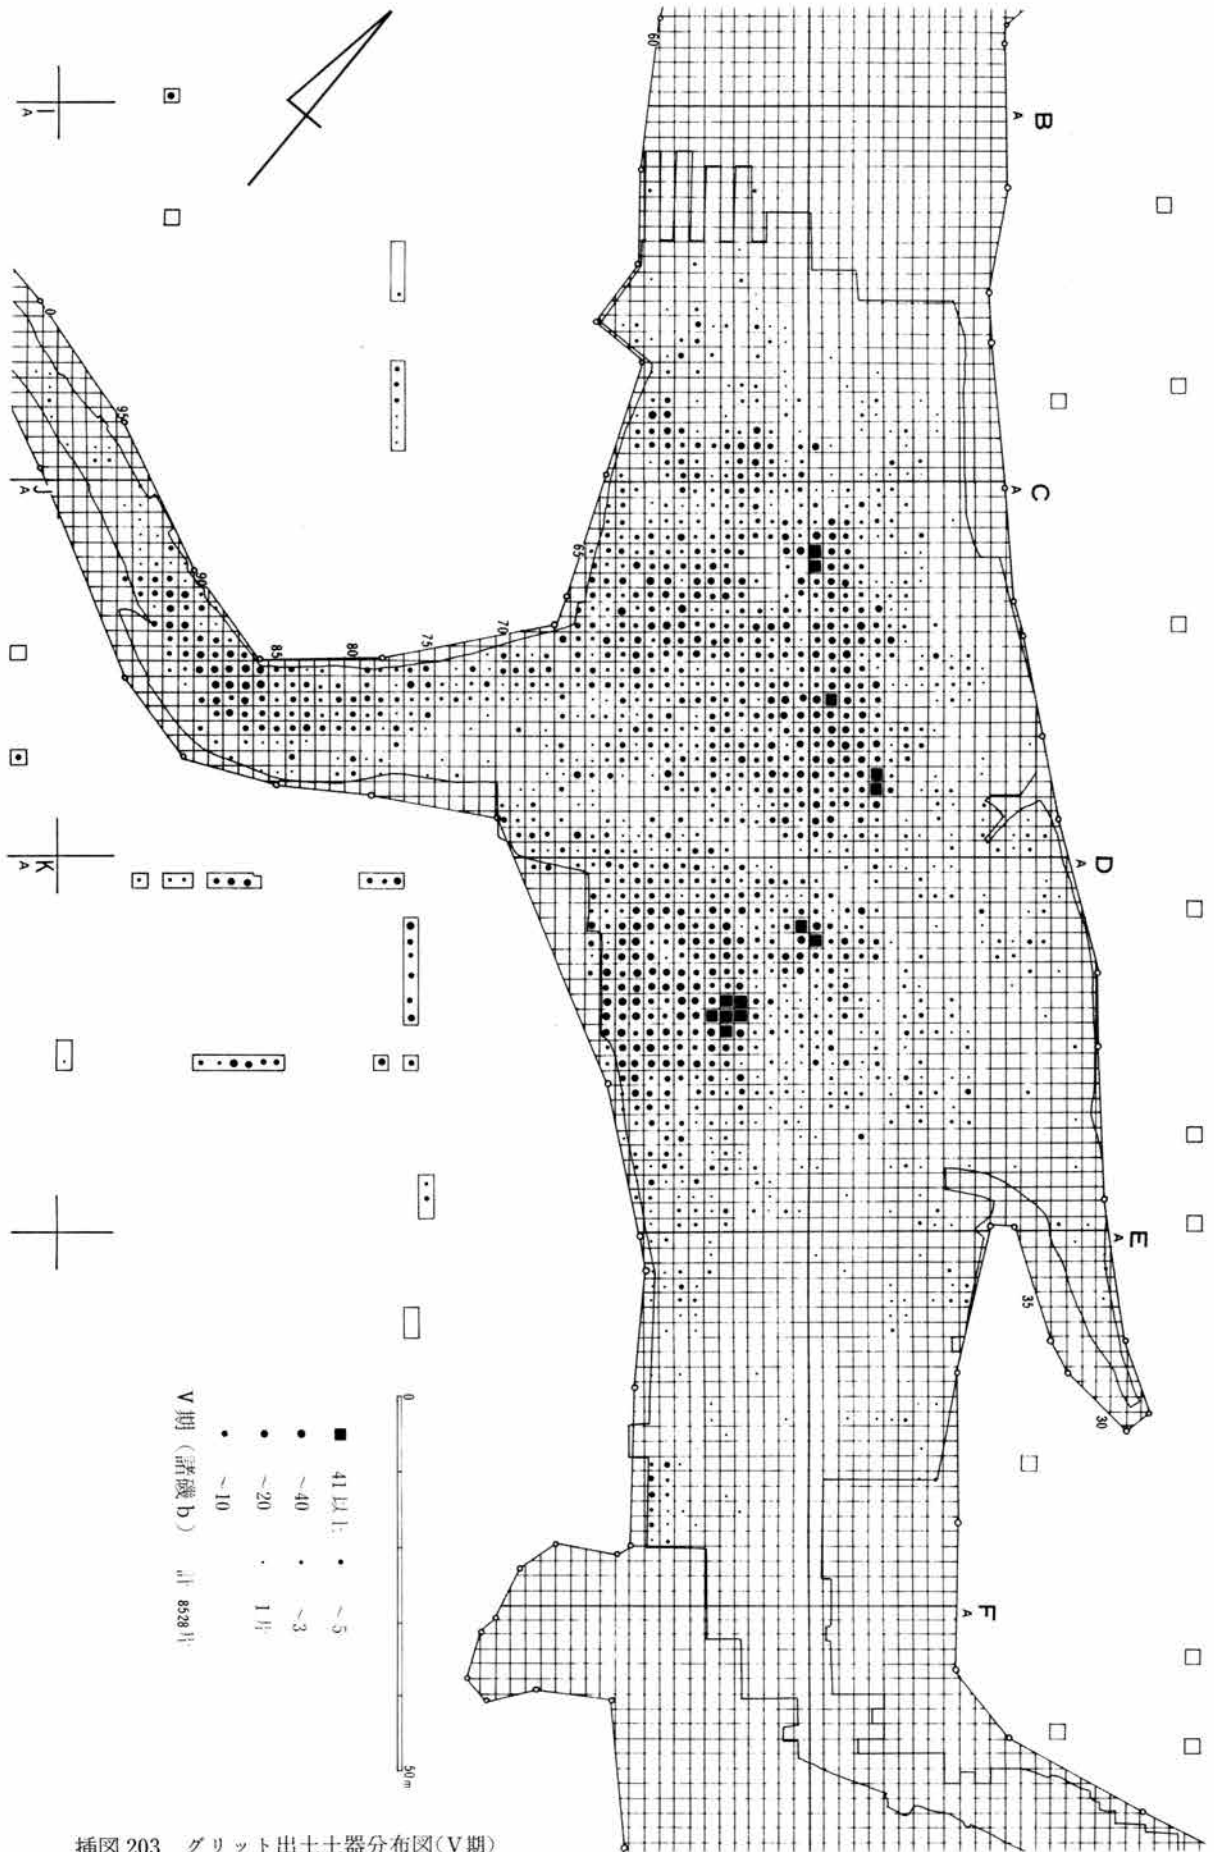 B
A
C
A
D
A
E
A
F
A
I
A
J
A
K
A
60
65
70
75
80
85
90
95
0
35
30
0
50m
■ 41以上 ・ ~5
● ~40 ・ ~3
● ~20 ・ 1片
● ~10
V期(諸磯b) 計 8528片
挿図203 グリット出土土器分布図(V期)